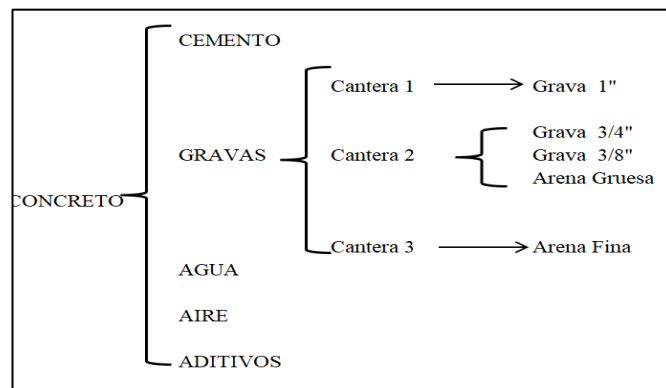 CEMENTO
Cantera 1 Grava 1"
Grava 3/4"
GRAVAS Cantera 2 Grava 3/8"
Arena Gruesa
CONCRETO
Cantera 3 Arena Fina
AGUA
AIRE
ADITIVOS